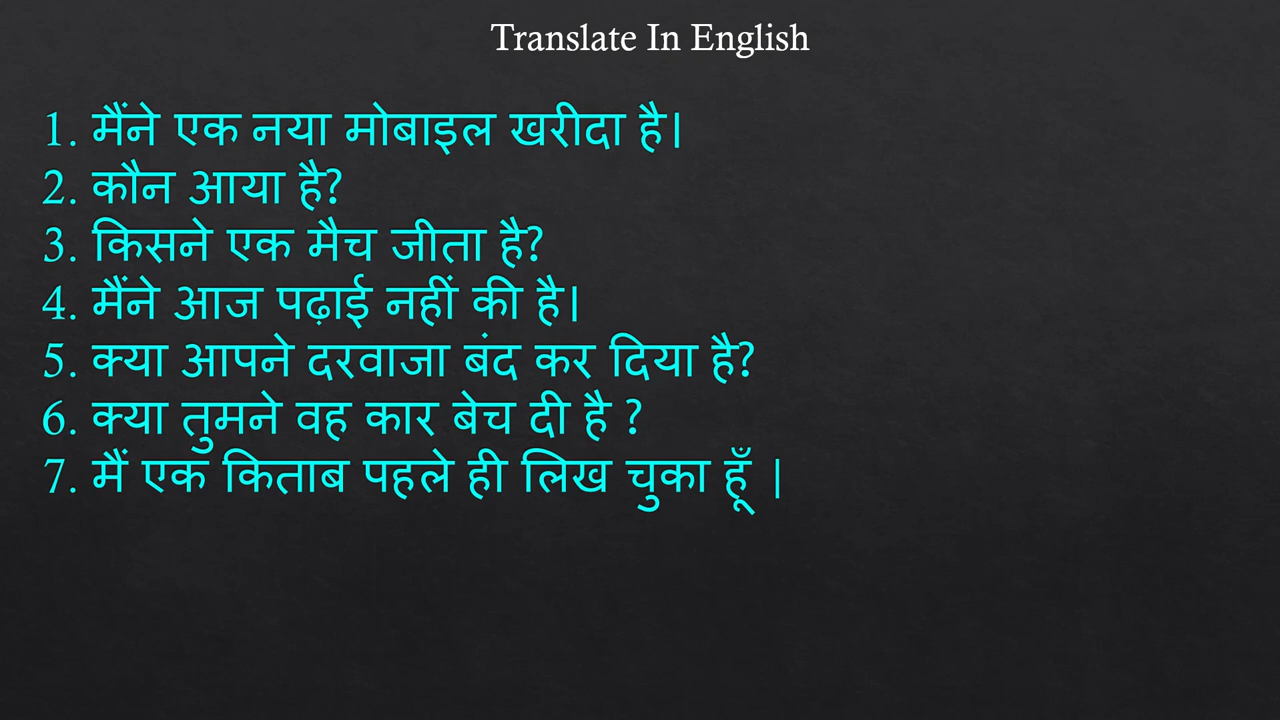 Translate In English
1. मैंने एक नया मोबाइल खरीदा है।
2. कौन आया है?
3. किसने एक मैच जीता है?
4. मैंने आज पढ़ाई नहीं की है।
5. क्या आपने दरवाजा बंद कर दिया है?
6. क्या तुमने वह कार बेच दी है ?
7. मैं एक किताब पहले ही लिख चुका हूँ |